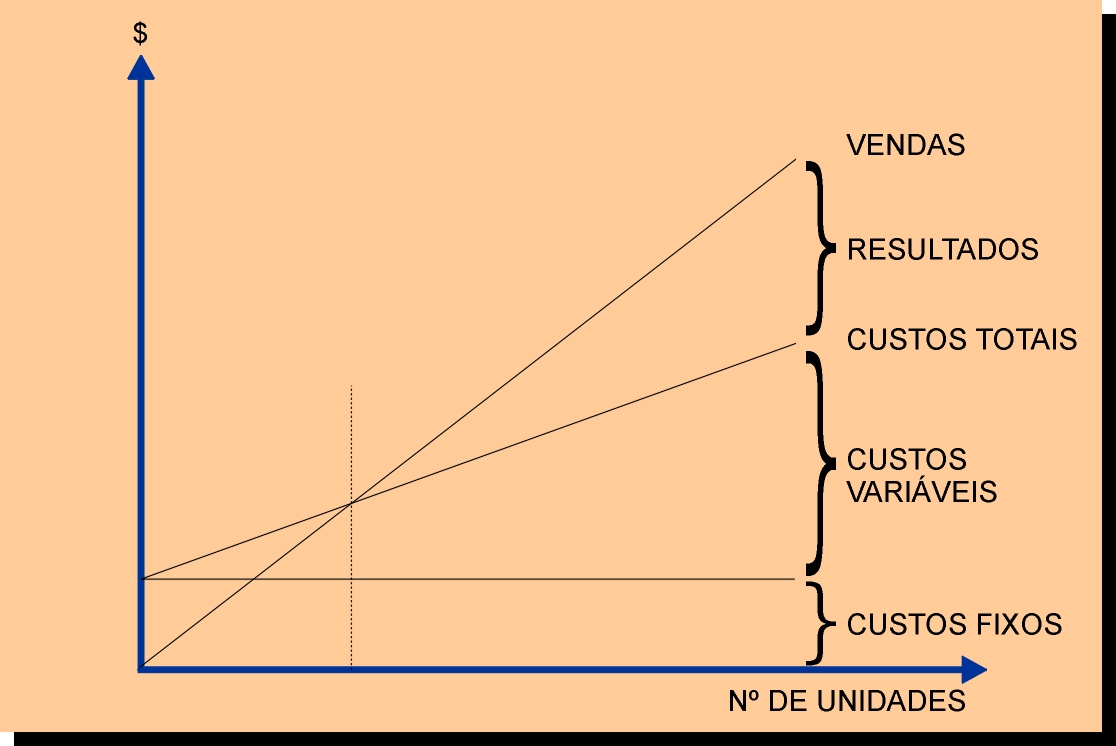 $
VENDAS
RESULTADOS
CUSTOS TOTAIS
CUSTOS
VARIÁVEIS
CUSTOS FIXOS
Nº DE UNIDADES